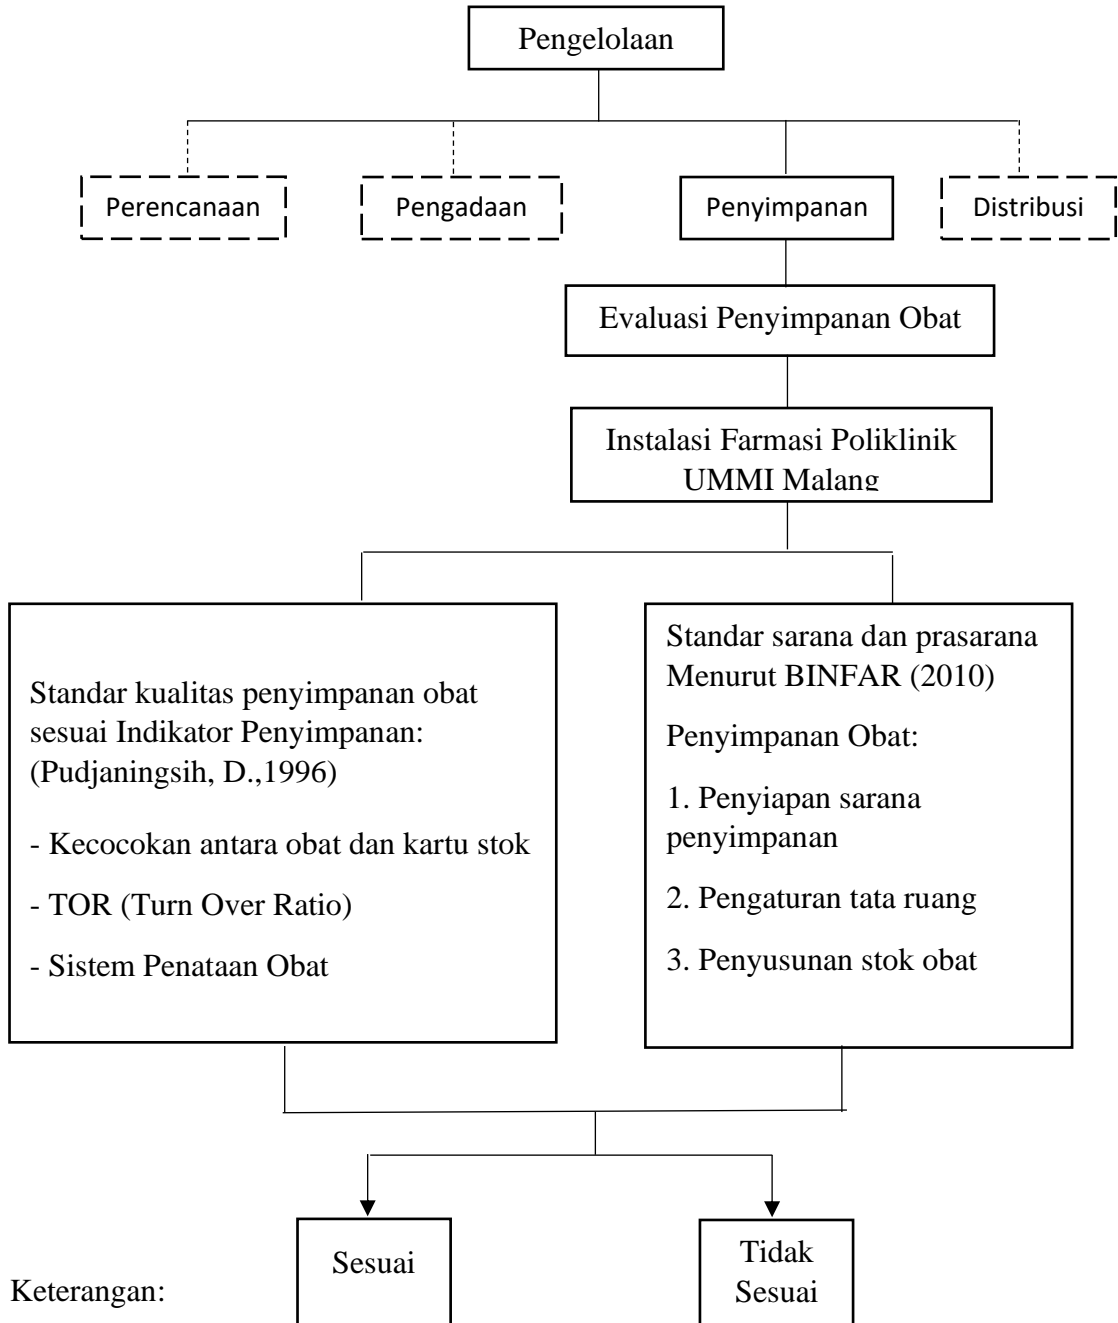 Pengelolaan
Perencanaan
Pengadaan
Penyimpanan
Distribusi
Evaluasi Penyimpanan Obat
Instalasi Farmasi Poliklinik
UMMI Malang
Standar kualitas penyimpanan obat
sesuai Indikator Penyimpanan:
(Pudjaningsih, D.,1996)
- Kecocokan antara obat dan kartu stok
- TOR (Turn Over Ratio)
- Sistem Penataan Obat
Standar sarana dan prasarana
Menurut BINFAR (2010)
Penyimpanan Obat:
1. Penyiapan sarana
penyimpanan
2. Pengaturan tata ruang
3. Penyusunan stok obat
Sesuai
Tidak
Sesuai
Keterangan: